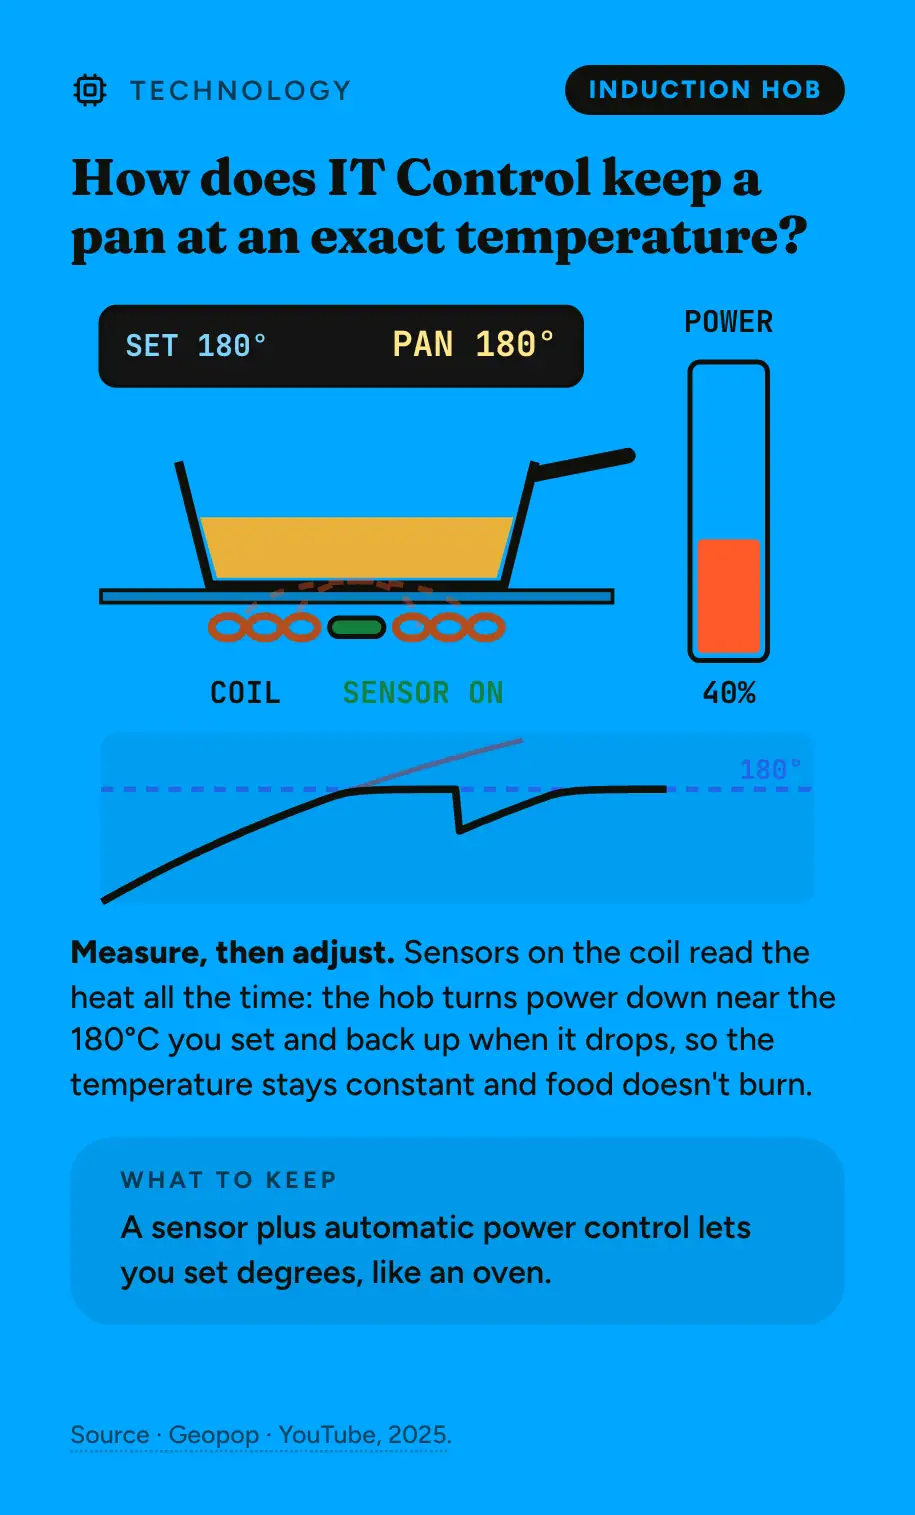 TECHNOLOGY
INDUCTION HOB
How does IT Control keep a
pan at an exact temperature?
SET 180°
PAN 180°
POWER
COIL
SENSOR ON
40%
180°
Measure, then adjust. Sensors on the coil read the
heat all the time: the hob turns power down near the
180°C you set and back up when it drops, so the
temperature stays constant and food doesn't burn.
WHAT TO KEEP
A sensor plus automatic power control lets
you set degrees, like an oven.
Source · Geopop · YouTube, 2025.